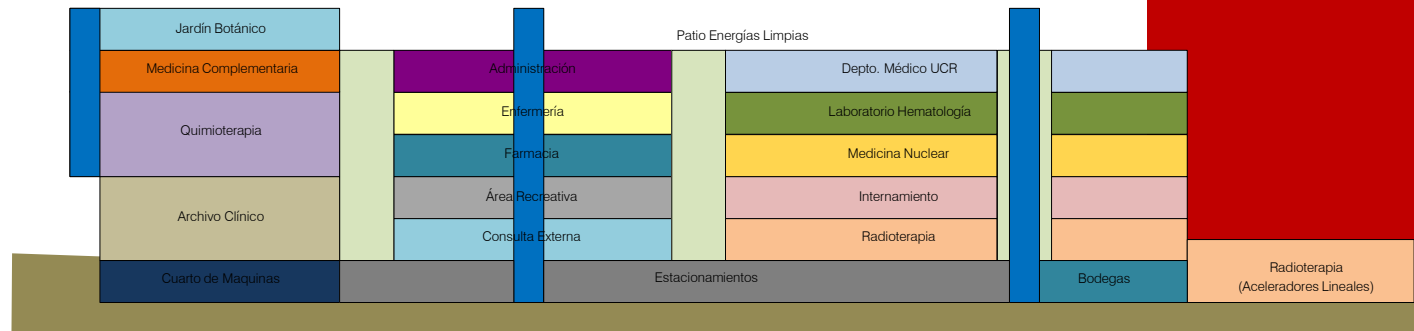 Jardín Botánico
Patio Energías Limpias
Medicina Complementaria
Administración
Depto. Médico UCR
Enfermería
Laboratorio Hematología
Quimioterapia
Farmacia
Medicina Nuclear
Área Recreativa
Internamiento
Archivo Clínico
Consulta Externa
Radioterapia
Cuarto de Maquinas
Estacionamientos
Bodegas
Radioterapia
(Aceleradores Lineales)